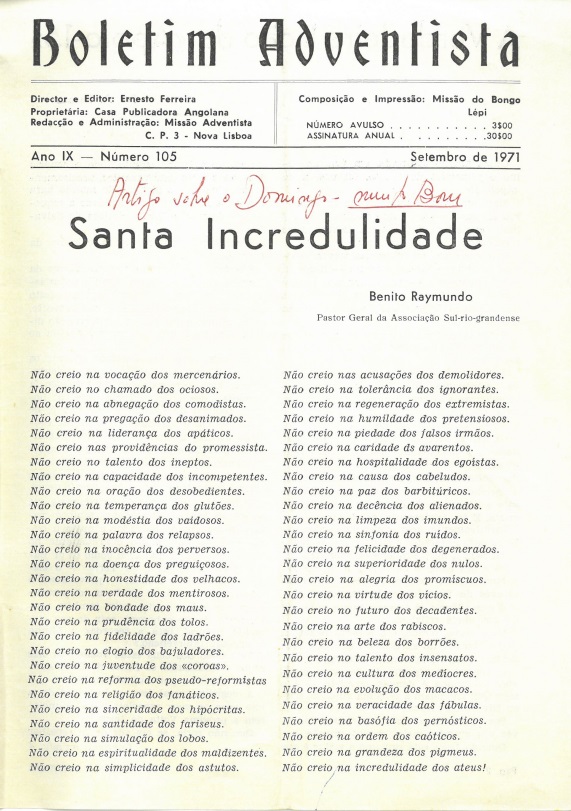 Boletim Adventista
Director e Editor: Ernesto Ferreira
Proprietária: Casa Publicadora Angolana
Redacção e Administração: Missão Adventista
C. P. 3 - Nova Lisboa
Composição e Impressão: Missão do Bongo
Lépi
NÚMERO AVULSO . . . . . . . . . . . 3$00
ASSINATURA ANUAL . . . . . . . . . .30$00
Ano IX — Número 105
Setembro de 1971
Artigo sobre o Domingo - muito Bom
Santa Incredulidade
Benito Raymundo
Pastor Geral da Associação Sul-rio-grandense
Não creio na vocação dos mercenários.
Não creio no chamado dos ociosos.
Não creio na abnegação dos comodistas.
Não creio na pregação dos desanimados.
Não creio na liderança dos apáticos.
Não creio nas providências do promessista.
Não creio no talento dos ineptos.
Não creio na capacidade dos incompetentes.
Não creio na oração dos desobedientes.
Não creio na temperança dos glutões.
Não creio na modéstia dos vaidosos.
Não creio na palavra dos relapsos.
Não creio na inocência dos perversos.
Não creio na doença dos preguiçosos.
Não creio na honestidade dos velhacos.
Não creio na verdade dos mentirosos.
Não creio na bondade dos maus.
Não creio na prudência dos tolos.
Não creio na fidelidade dos ladrões.
Não creio no elogio dos bajuladores.
Não creio na juventude dos «coroas».
Não creio na reforma dos pseudo-reformistas
Não creio na religião dos fanáticos.
Não creio na sinceridade dos hipócritas.
Não creio na santidade dos fariseus.
Não creio na simulação dos lobos.
Não creio na espiritualidade dos maldizentes.
Não creio na simplicidade dos astutos.
Não creio nas acusações dos demolidores.
Não creio na tolerância dos ignorantes.
Não creio na regeneração dos extremistas.
Não creio na humildade dos pretensiosos.
Não creio na piedade dos falsos irmãos.
Não creio na caridade ds avarentos.
Não creio na hospitalidade dos egoístas.
Não creio na causa dos cabeludos.
Não creio na paz dos barbitúricos.
Não creio na decência dos alienados.
Não creio na limpeza dos imundos.
Não creio na sinfonia dos ruídos.
Não creio na felicidade dos degenerados.
Não creio na superioridade dos nulos.
Não creio na alegria dos promíscuos.
Não creio na virtude dos vícios.
Não creio no futuro dos decadentes.
Não creio na arte dos rabiscos.
Não creio na beleza dos borrões.
Não creio no talento dos insensatos.
Não creio na cultura dos medíocres.
Não creio na evolução dos macacos.
Não creio na veracidade das fábulas.
Não creio na basófia dos pernósticos.
Não creio na ordem dos caóticos.
Não creio na grandeza dos pigmeus.
Não creio na incredulidade dos ateus!